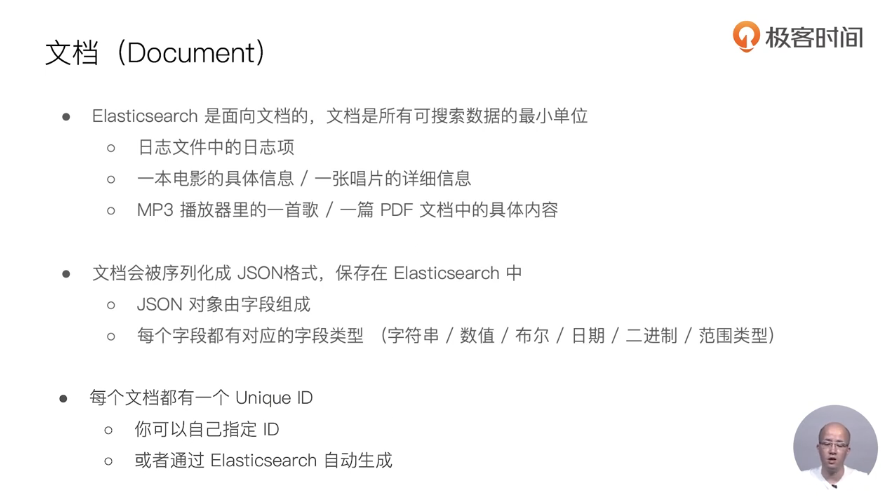 文档（Document）
极客时间
● Elasticsearch 是面向文档的，文档是所有可搜索数据的最小单位
○ 日志文件中的日志项
○ 一本电影的具体信息 / 一张唱片的详细信息
○ MP3 播放器里的一首歌 / 一篇 PDF 文档中的具体内容
● 文档会被序列化成 JSON格式，保存在 Elasticsearch 中
○ JSON 对象由字段组成
○ 每个字段都有对应的字段类型 （字符串 / 数值 / 布尔 / 日期 / 二进制 / 范围类型）
● 每个文档都有一个 Unique ID
○ 你可以自己指定 ID
○ 或者通过 Elasticsearch 自动生成